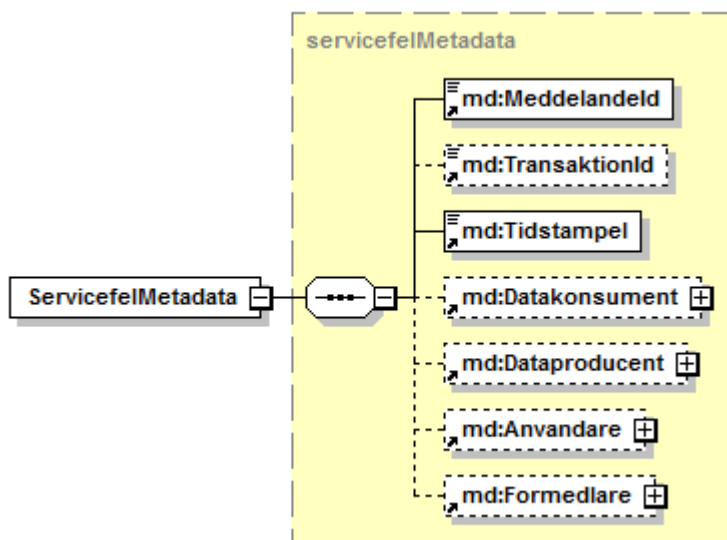 servicefelMetadata
md:MeddelandeId
md:TransaktionId
md:Tidstampel
ServicefelMetadata
md:Datakonsument
md:Dataproducent
md:Anvandare
md:Formedlare